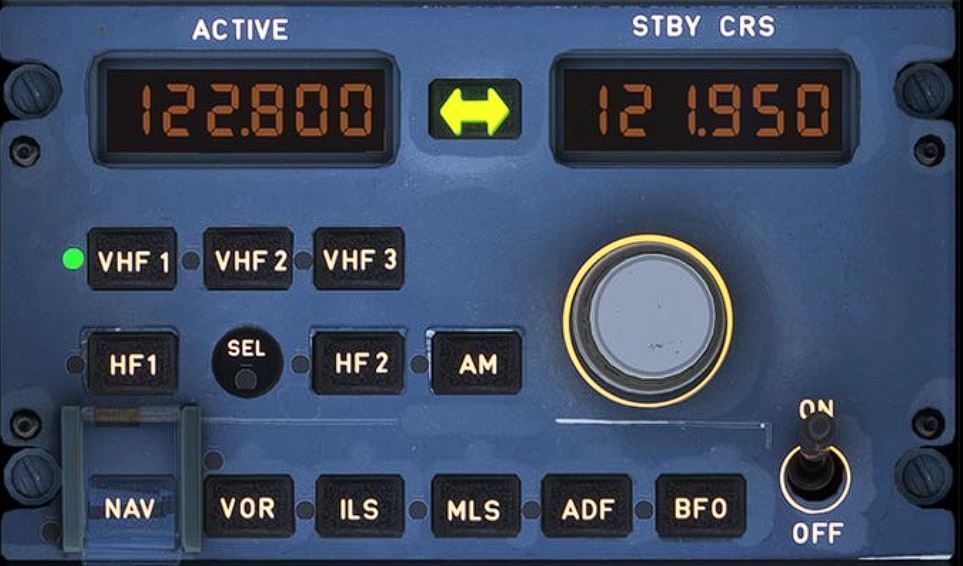 ACTIVE STBY CRS
122.800 121.950
VHF 1 VHF 2 VHF 3
HF1 SEL HF 2 AM
ON
NAV VOR ILS MLS ADF BFO
OFF